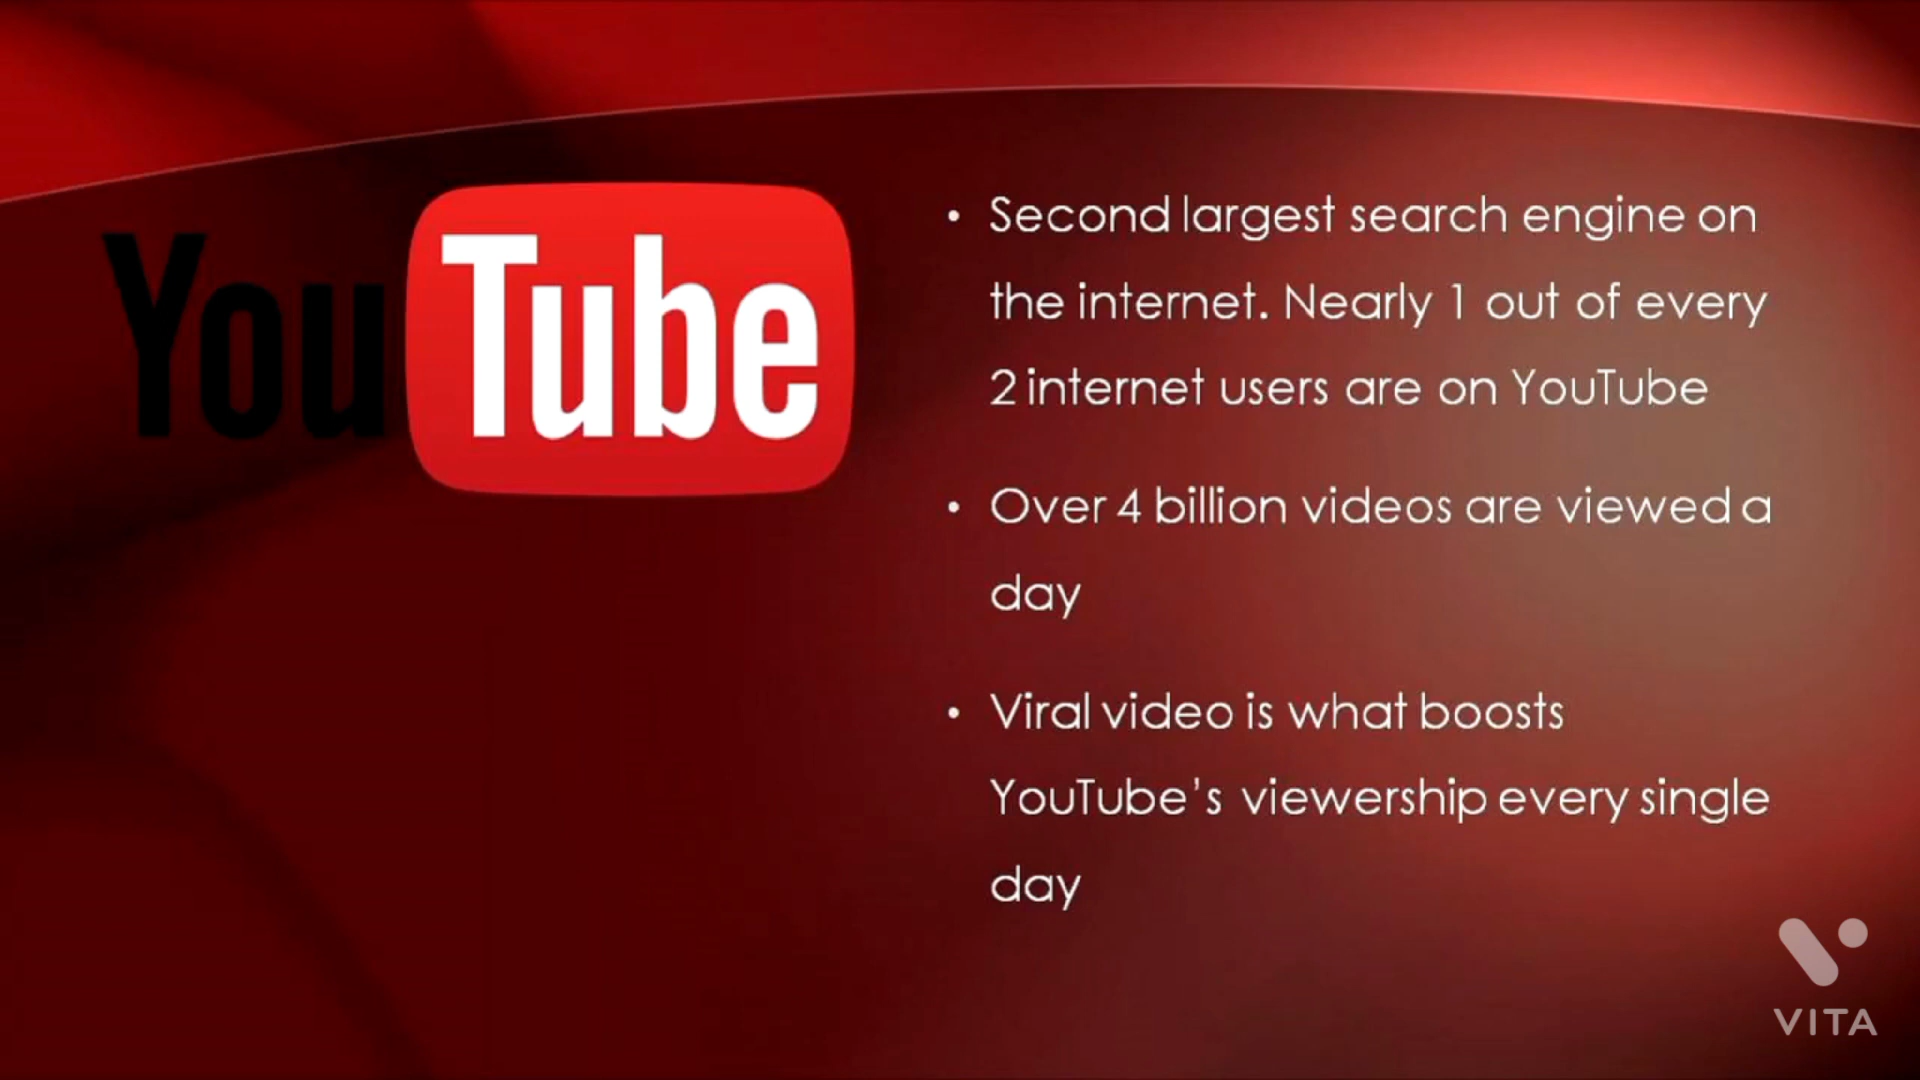 YouTube
• Second largest search engine on
the internet. Nearly 1 out of every
2 internet users are on YouTube
• Over 4 billion videos are viewed a
day
• Viral video is what boosts
YouTube's viewership every single
day
VITA